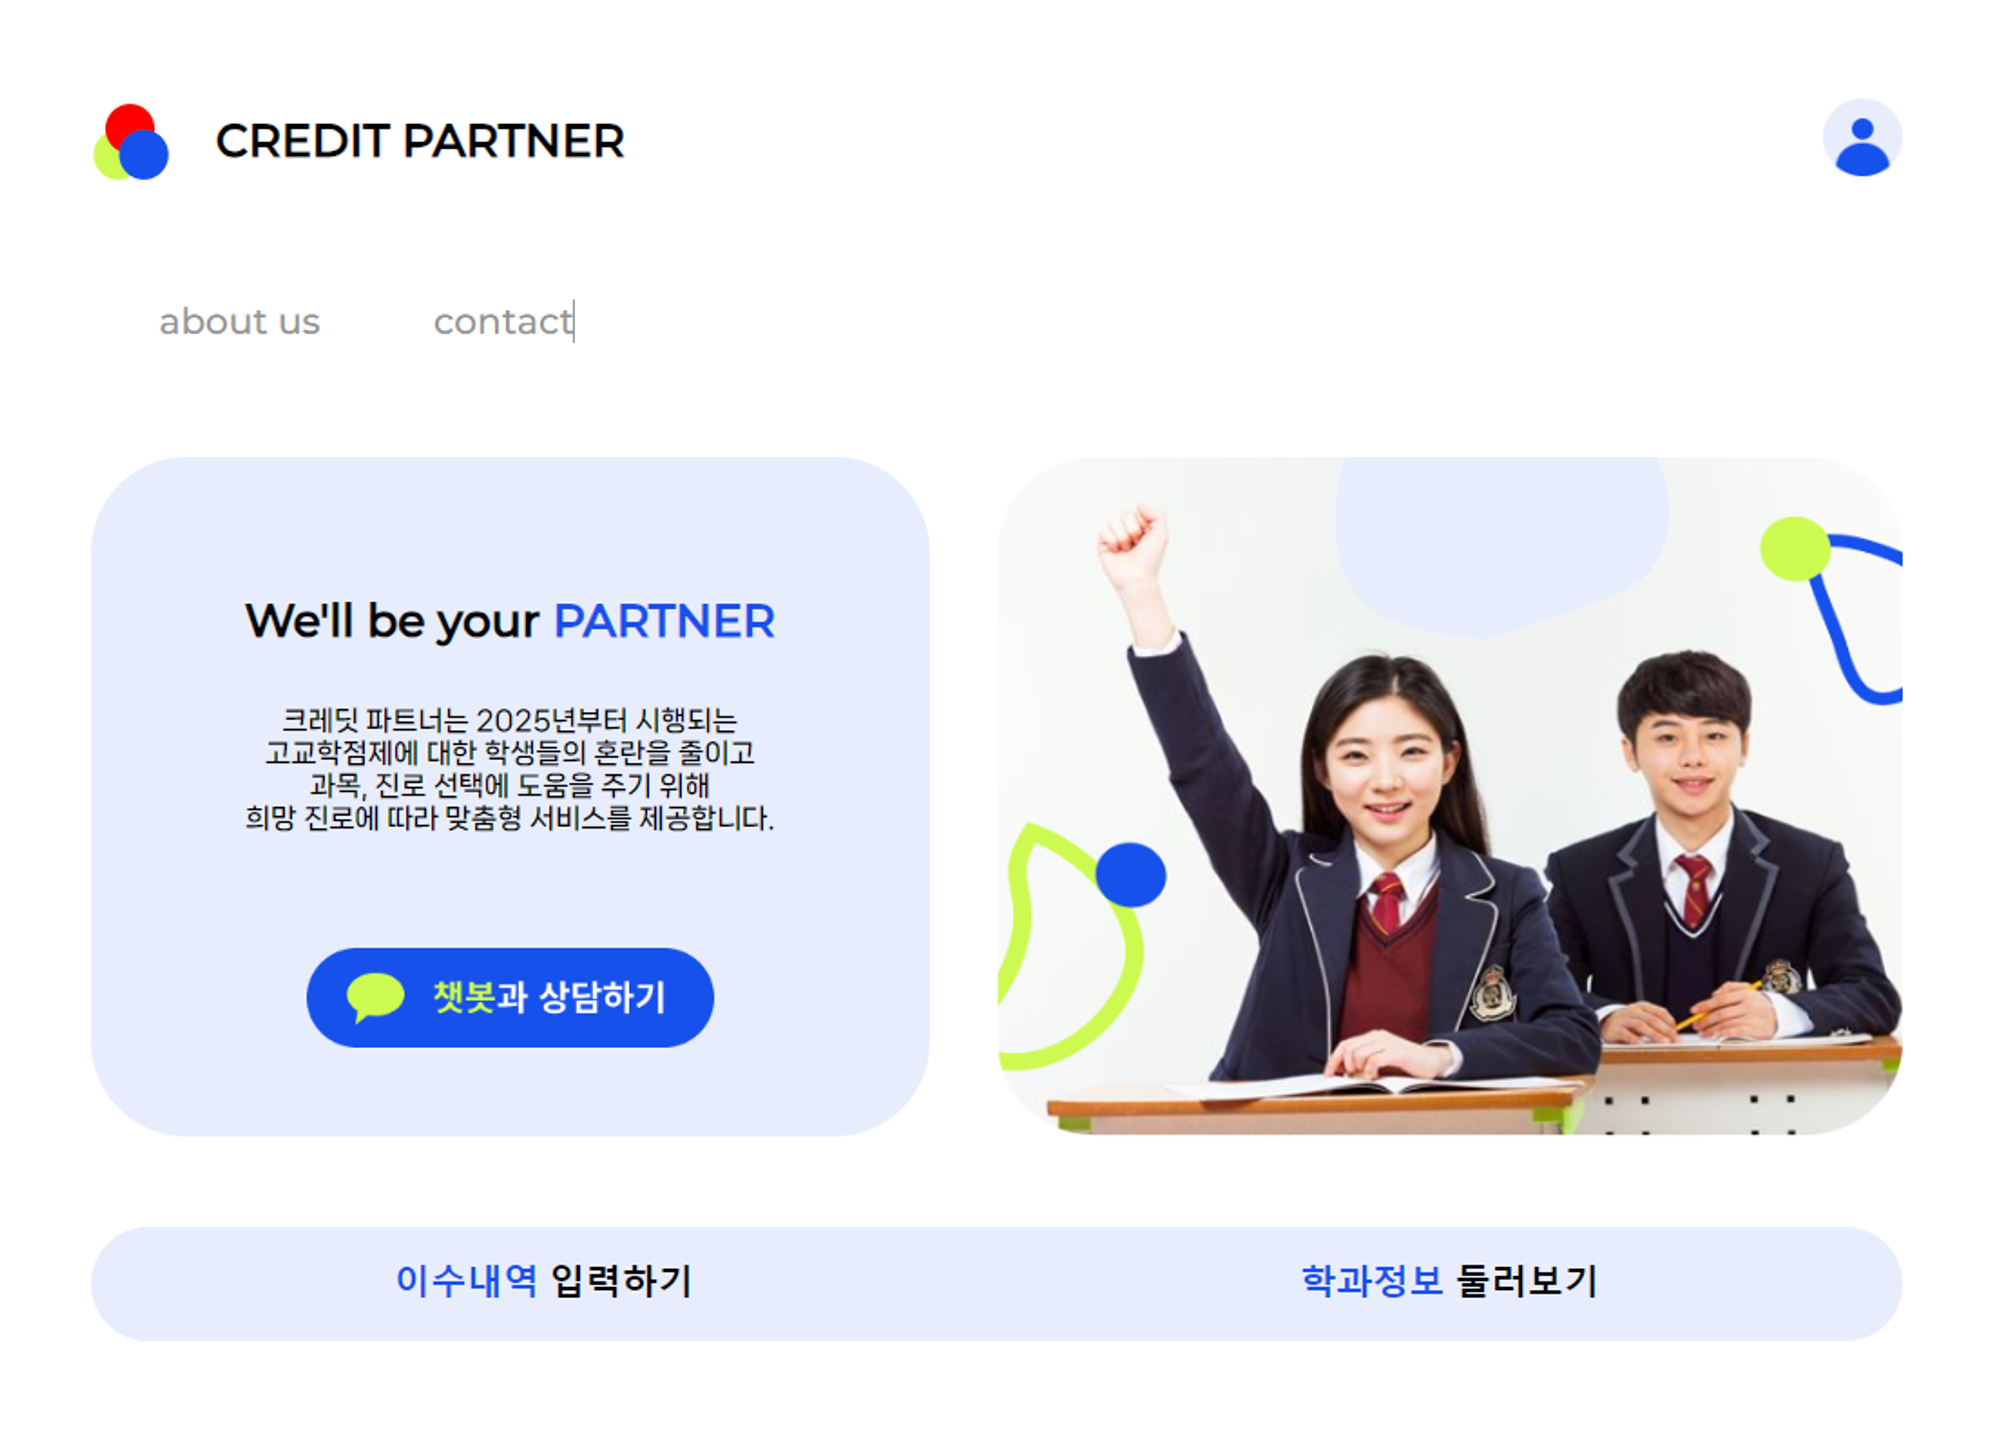 CREDIT PARTNER
about us
contact
We'll be your PARTNER
크레딧 파트너는 2025년부터 시행되는
고교학점제에 대한 학생들의 혼란을 줄이고
과목, 진로 선택에 도움을 주기 위해
희망 진로에 따라 맞춤형 서비스를 제공합니다.
챗봇과 상담하기
이수내역 입력하기
학과정보 둘러보기